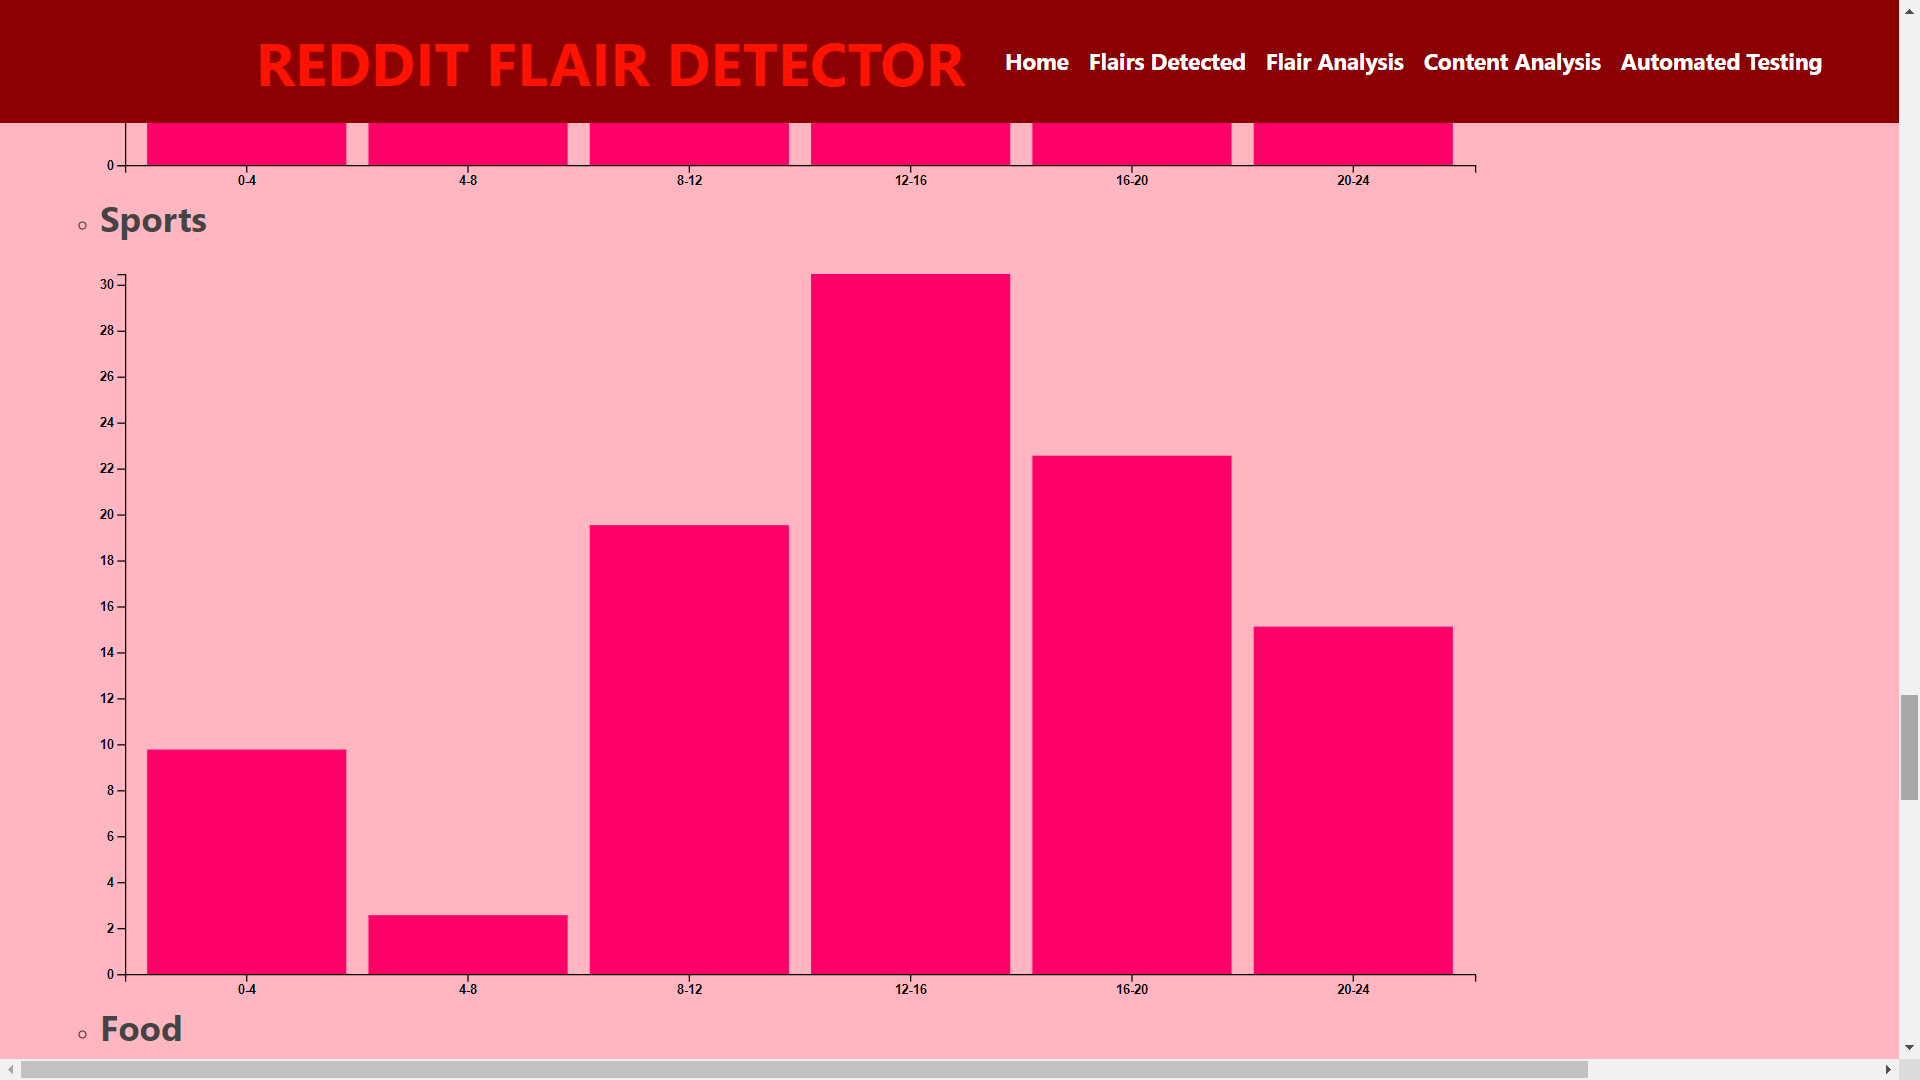 REDDIT FLAIR DETECTOR
Home Flairs Detected Flair Analysis Content Analysis Automated Testing
0
0-4 4-8 8-12 12-16 16-20 20-24
Sports
30
28
26
24
22
20
18
16
14
12
10
8
6
4
2
0
0-4 4-8 8-12 12-16 16-20 20-24
Food